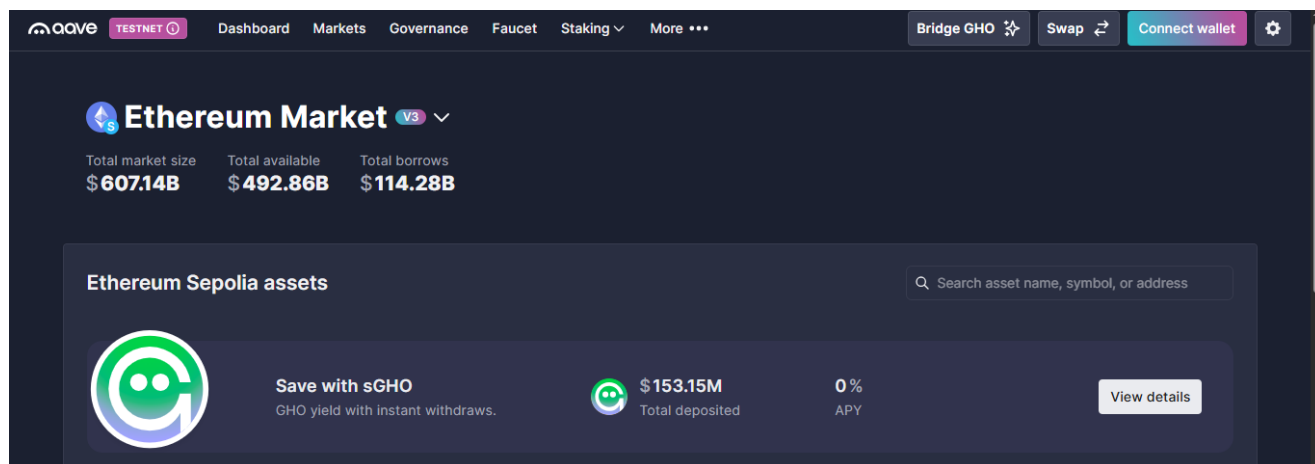 aave TESTNET Dashboard Markets Governance Faucet Staking More Bridge GHO Swap Connect wallet
Ethereum Market V3
S
Total market size Total available Total borrows
$607.14B $492.86B $114.28B
Ethereum Sepolia assets Search asset name, symbol, or address
Save with sGHO $153.15M 0% View details
GHO yield with instant withdraws. Total deposited APY